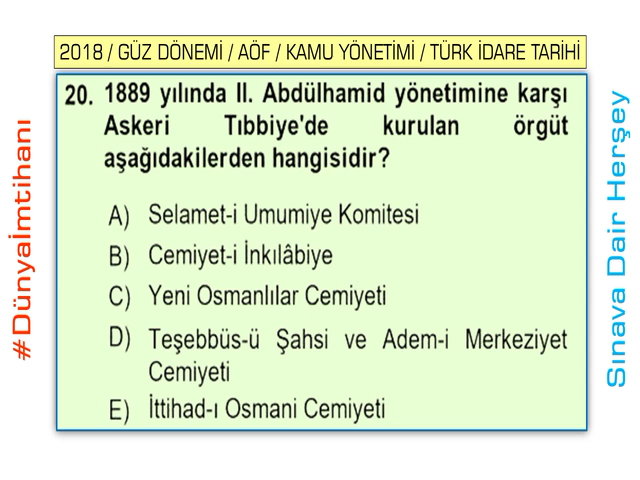 2018 / GÜZ DÖNEMİ / AÖF / KAMU YÖNETİMİ / TÜRK İDARE TARİHİ
#Dünyaİmtihanı
20. 1889 yılında II. Abdülhamid yönetimine karşı
Askeri Tıbbiye'de kurulan örgüt
aşağıdakilerden hangisidir?
A) Selamet-i Umumiye Komitesi
B) Cemiyet-i İnkılâbiye
C) Yeni Osmanlılar Cemiyeti
D) Teşebbüs-ü Şahsi ve Adem-i Merkeziyet
Cemiyeti
E) İttihad-ı Osmani Cemiyeti
Sınava Dair Herşey